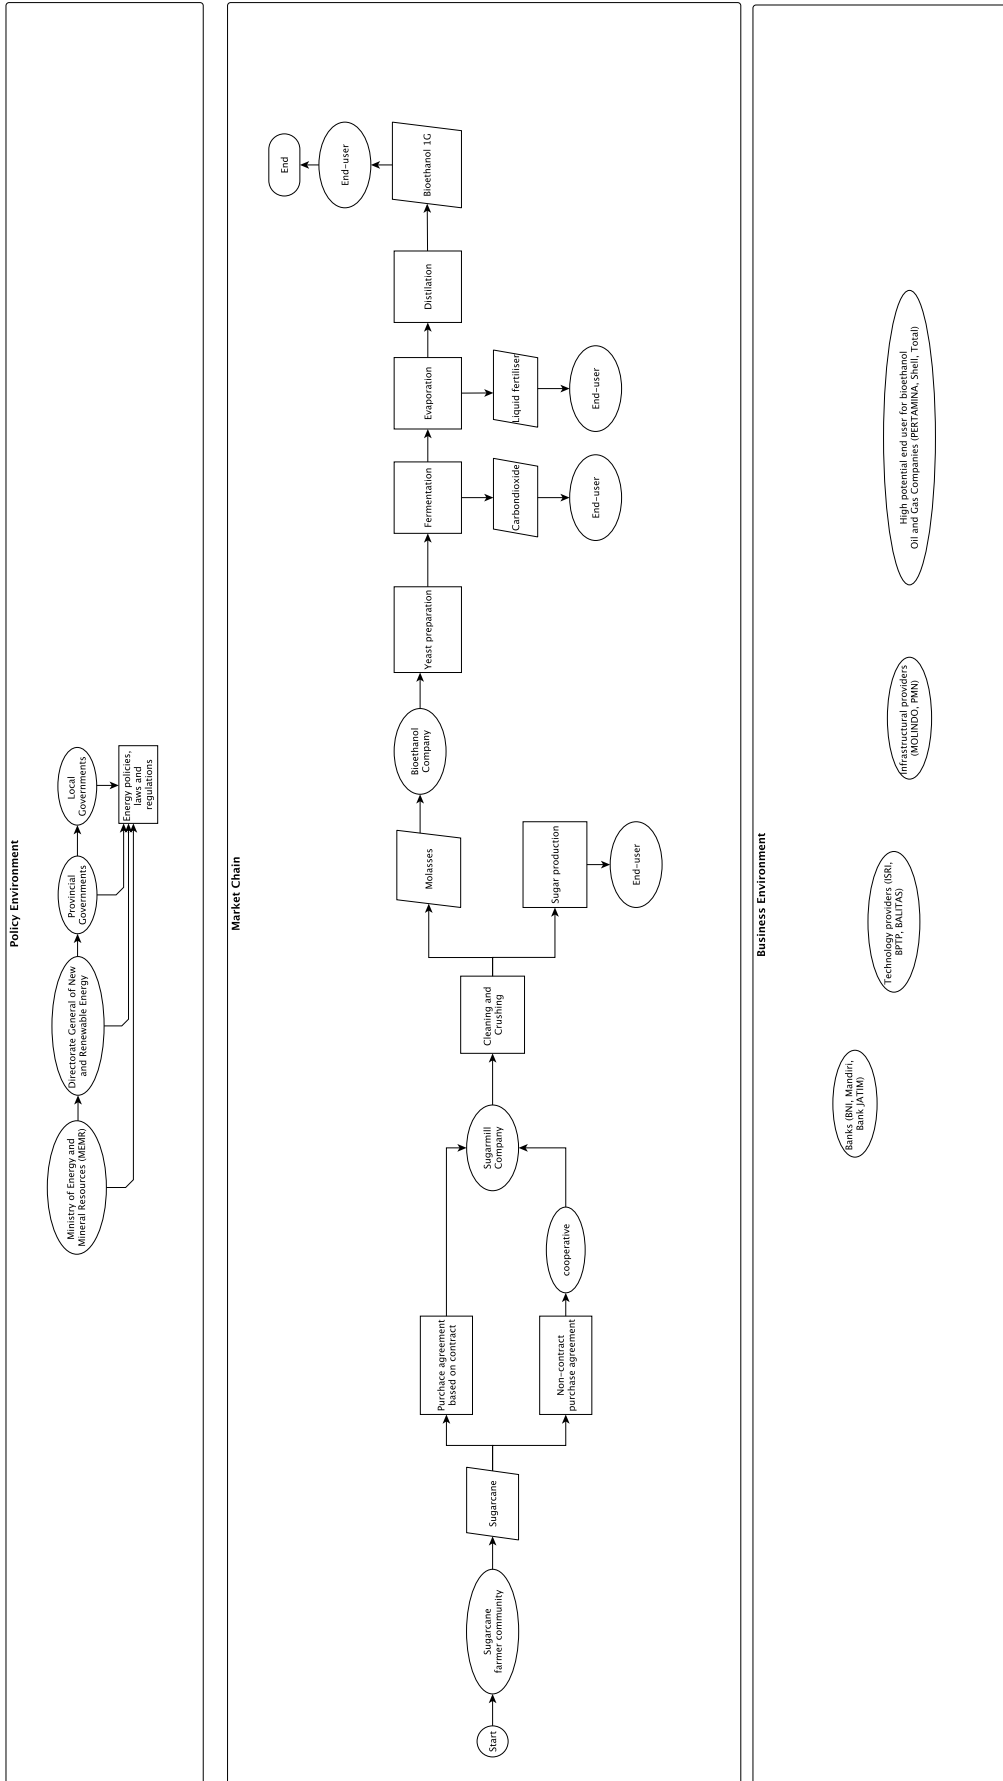 Policy Environment
Ministry of Energy and
Mineral Resources (MEMR)
Directorate General of New
and Renewable Energy
Provincial
Governments
Local
Governments
Energy policies,
laws and
regulations
Market Chain
Start
Sugarcane
farmer community
Sugarcane
Purchace agreement
based on contract
Non-contract
purchase agreement
cooperative
Sugarmill
Company
Cleaning and
Crushing
Molasses
Sugar production
End-user
Bioethanol
Company
Yeast preparation
Fermentation
Carbondioxide
End-user
Evaporation
Liquid fertiliser
End-user
Distilation
Bioethanol 1G
End-user
End
Business Environment
Banks (BNI, Mandiri,
Bank JATIM)
Technology providers (ISRI,
BPTP, BALITAS)
Infrastructural providers
(MOLINDO, PMN)
High potential end user for bioethanol
Oil and Gas Companies (PERTAMINA, Shell, Total)